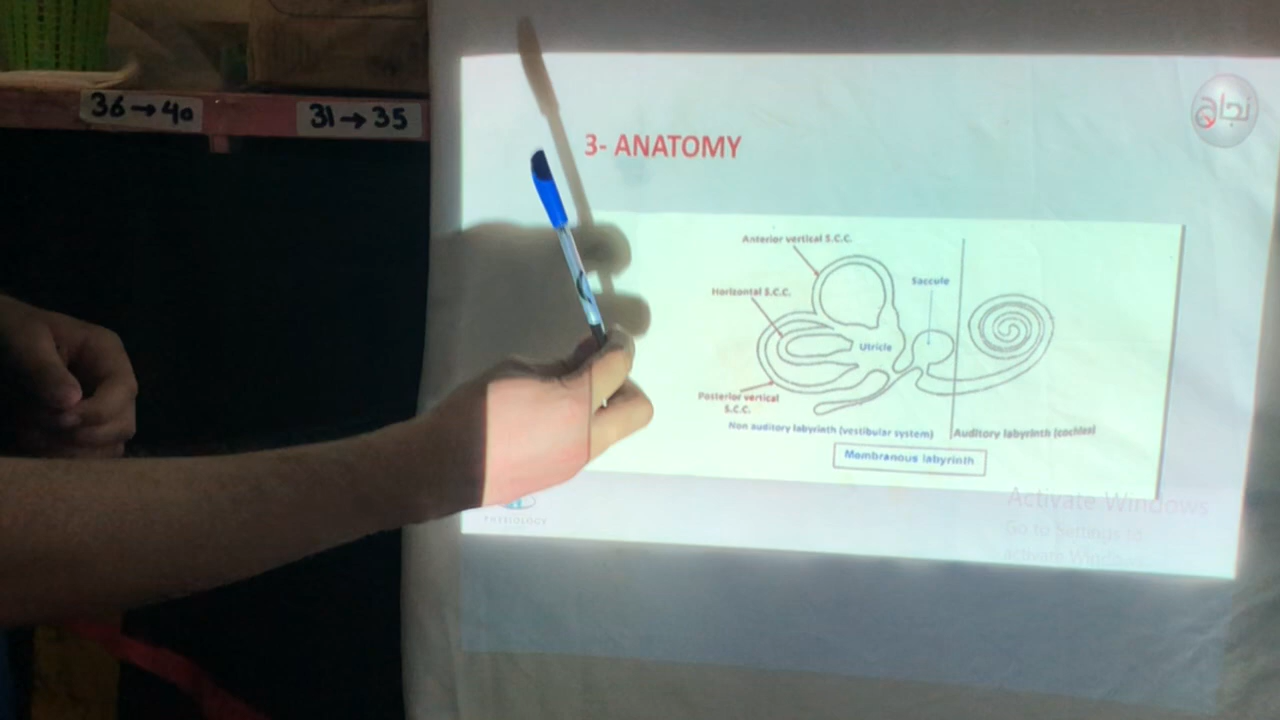 36→40
31→35
نجاح
3- ANATOMY
Anterior vertical S.C.C.
Horizontal S.C.C.
Saccule
Utricle
Posterior vertical
S.C.C.
Non auditory labyrinth (vestibular system)
Auditory labyrinth (cochlea)
Membranous labyrinth
PHYSIOLOGY
Activate Windows
Go to Settings to
activate Windows.